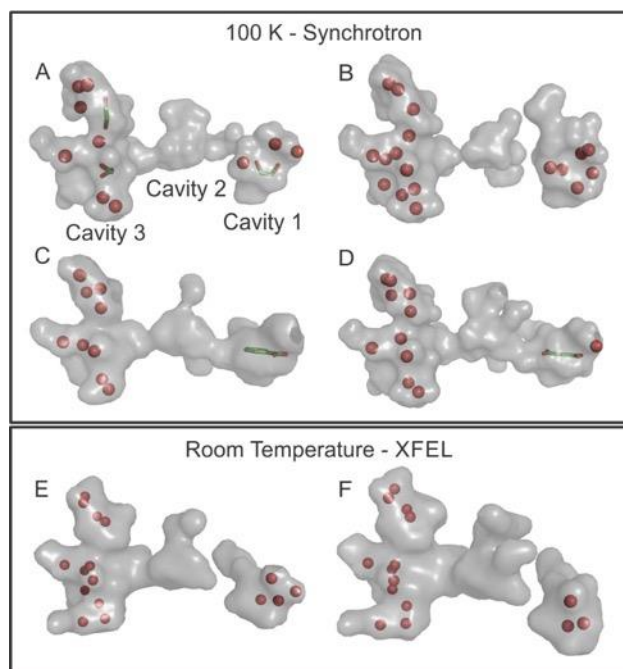 100 K - Synchrotron
A
B
Cavity 2
Cavity 3
Cavity 1
C
D
Room Temperature - XFEL
E
F